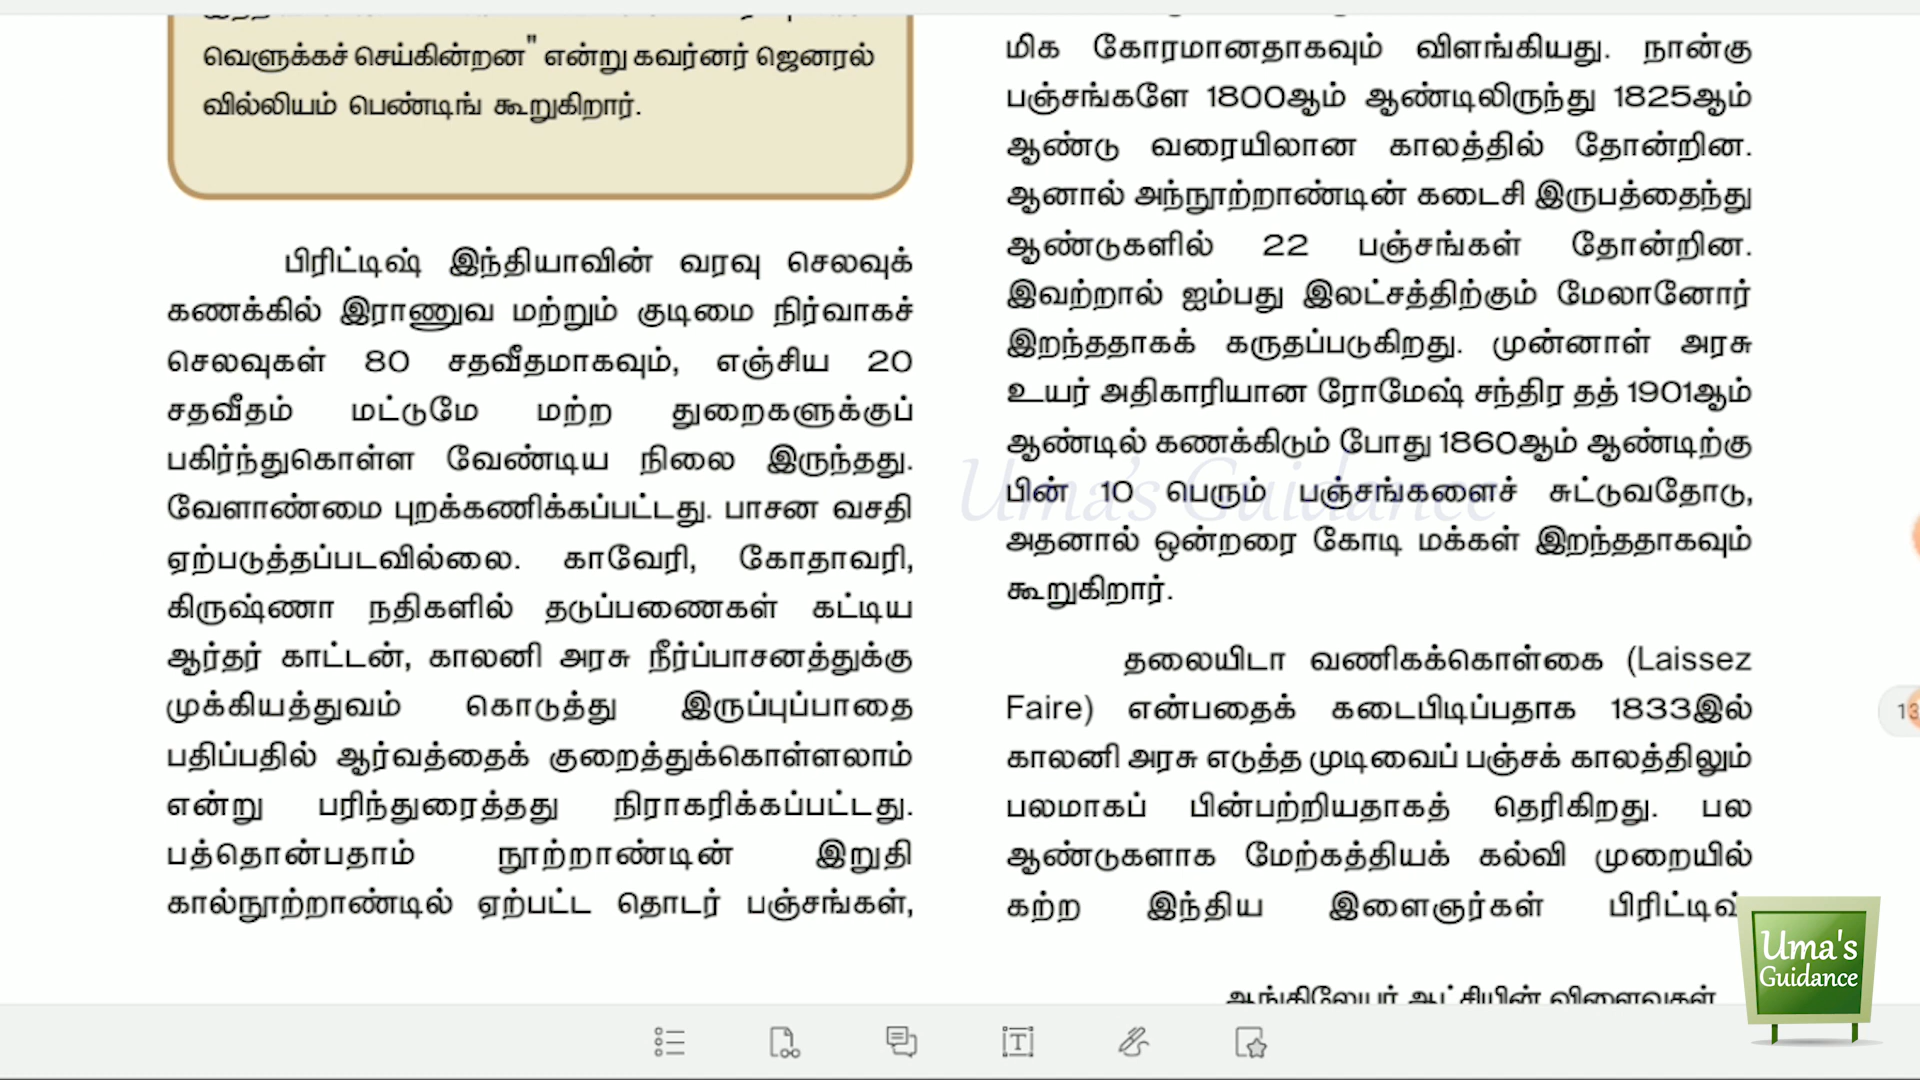 வெளுக்கச் செய்கின்றன" என்று கவர்னர் ஜெனரல்
வில்லியம் பெண்டிங் கூறுகிறார்.
பிரிட்டிஷ் இந்தியாவின் வரவு செலவுக்
கணக்கில் இராணுவ மற்றும் குடிமை நிர்வாகச்
செலவுகள் 80 சதவீதமாகவும், எஞ்சிய 20
சதவீதம் மட்டுமே மற்ற துறைகளுக்குப்
பகிர்ந்துகொள்ள வேண்டிய நிலை இருந்தது.
வேளாண்மை புறக்கணிக்கப்பட்டது. பாசன வசதி
ஏற்படுத்தப்படவில்லை. காவேரி, கோதாவரி,
கிருஷ்ணா நதிகளில் தடுப்பணைகள் கட்டிய
ஆர்தர் காட்டன், காலனி அரசு நீர்ப்பாசனத்துக்கு
முக்கியத்துவம் கொடுத்து இருப்புப்பாதை
பதிப்பதில் ஆர்வத்தைக் குறைத்துக்கொள்ளலாம்
என்று பரிந்துரைத்தது நிராகரிக்கப்பட்டது.
பத்தொன்பதாம் நூற்றாண்டின் இறுதி
கால்நூற்றாண்டில் ஏற்பட்ட தொடர் பஞ்சங்கள்,
மிக கோரமானதாகவும் விளங்கியது. நான்கு
பஞ்சங்களே 1800ஆம் ஆண்டிலிருந்து 1825ஆம்
ஆண்டு வரையிலான காலத்தில் தோன்றின.
ஆனால் அந்நூற்றாண்டின் கடைசி இருபத்தைந்து
ஆண்டுகளில் 22 பஞ்சங்கள் தோன்றின.
இவற்றால் ஐம்பது இலட்சத்திற்கும் மேலானோர்
இறந்ததாகக் கருதப்படுகிறது. முன்னாள் அரசு
உயர் அதிகாரியான ரோமேஷ் சந்திர தத் 1901ஆம்
ஆண்டில் கணக்கிடும் போது 1860ஆம் ஆண்டிற்கு
பின் 10 பெரும் பஞ்சங்களைச் சுட்டுவதோடு,
அதனால் ஒன்றரை கோடி மக்கள் இறந்ததாகவும்
கூறுகிறார்.
தலையிடா வணிகக்கொள்கை (Laissez
Faire) என்பதைக் கடைபிடிப்பதாக 1833இல்
காலனி அரசு எடுத்த முடிவைப் பஞ்சக் காலத்திலும்
பலமாகப் பின்பற்றியதாகத் தெரிகிறது. பல
ஆண்டுகளாக மேற்கத்தியக் கல்வி முறையில்
கற்ற இந்திய இளைஞர்கள் பிரிட்டிஷ்
ஆங்கிலேயர் ஆட்சியின் விளைவுகள்
Uma's Guidance
Uma's
Guidance